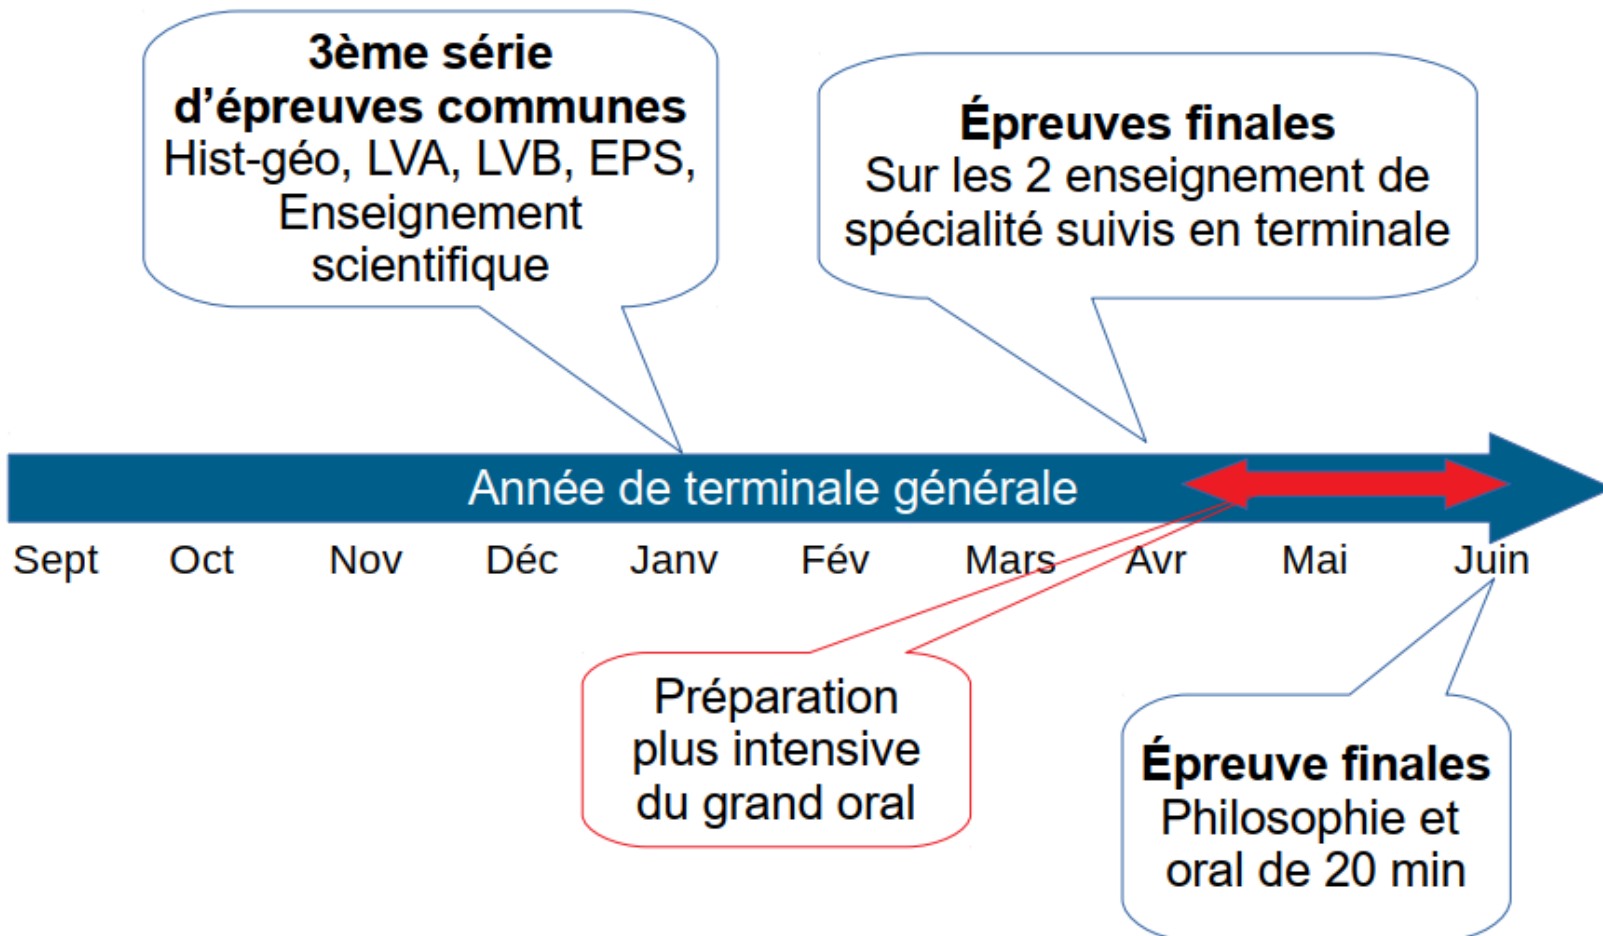 3ème série
d’épreuves communes
Hist-géo, LVA, LVB, EPS,
Enseignement
scientifique
Épreuves finales
Sur les 2 enseignement de
spécialité suivis en terminale
Année de terminale générale
Sept Oct Nov Déc Janv Fév Mars Avr Mai Juin
Préparation
plus intensive
du grand oral
Épreuve finales
Philosophie et
oral de 20 min